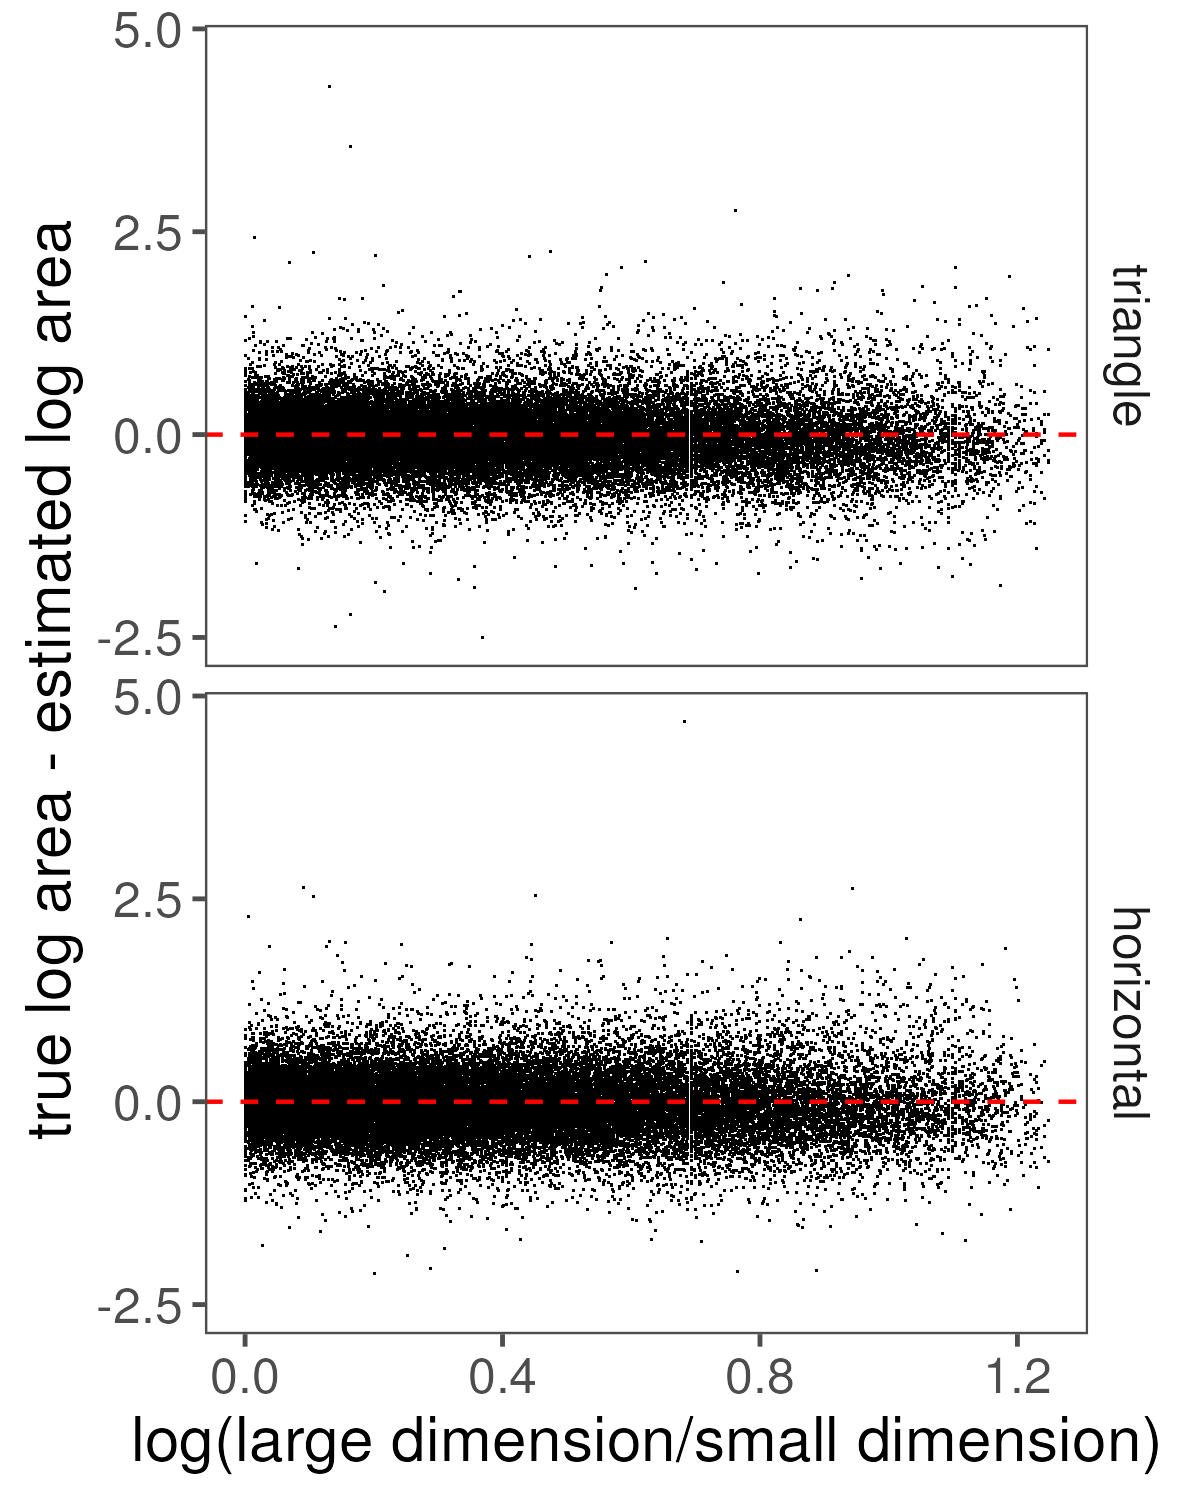 true log area - estimated log area
5.0
2.5
0.0
-2.5
triangle
5.0
2.5
0.0
-2.5
horizontal
0.0 0.4 0.8 1.2
log(large dimension/small dimension)